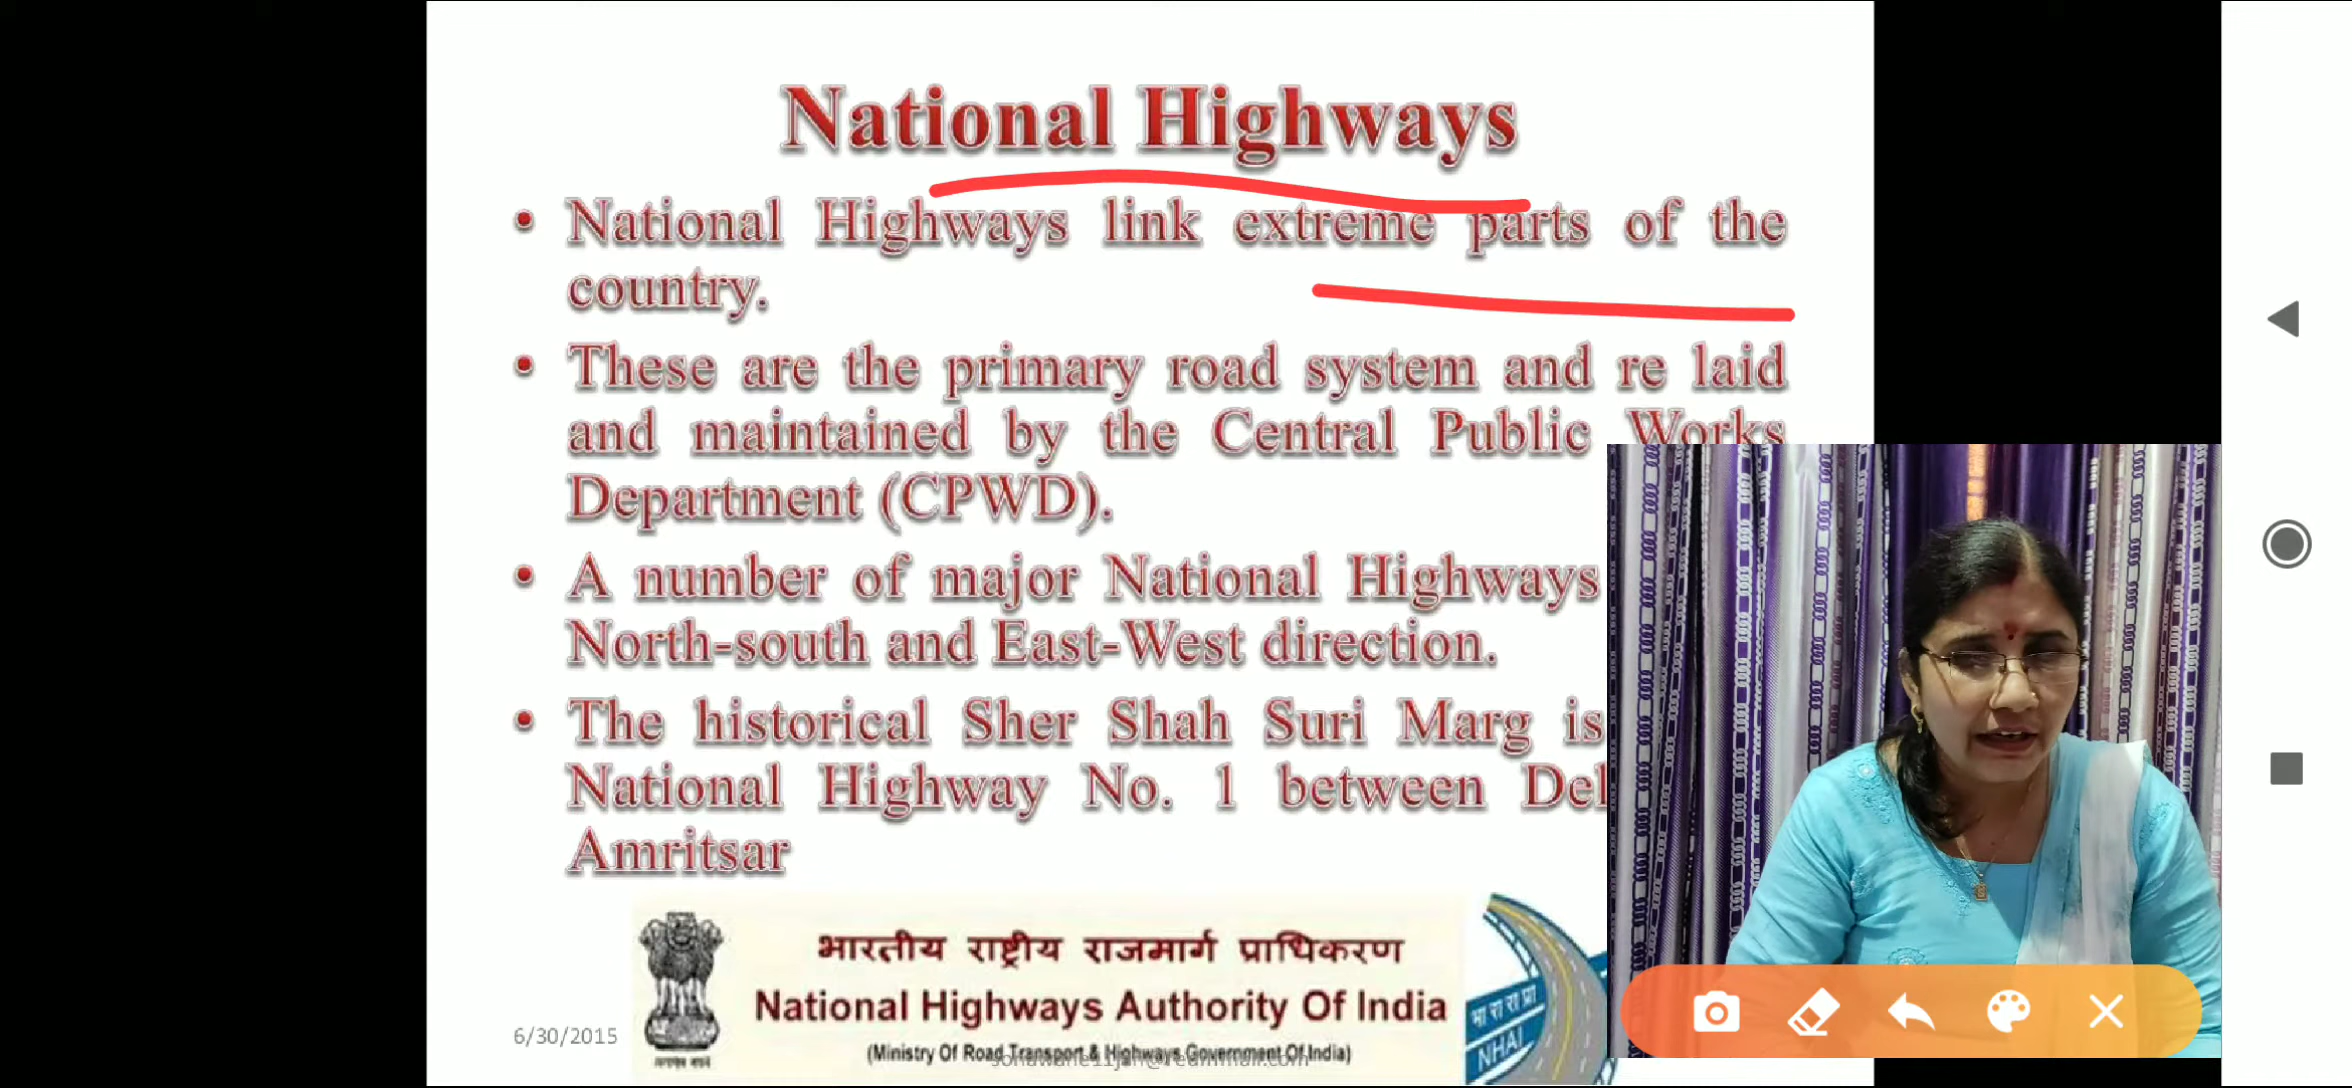 National Highways
• National Highways link extreme parts of the
country.
• These are the primary road system and re laid
and maintained by the Central Public Works
Department (CPWD).
• A number of major National Highways
North-south and East-West direction.
• The historical Sher Shah Suri Marg is
National Highway No. 1 between
Amritsar
भारतीय राष्ट्रीय राजमार्ग प्राधिकरण
National Highways Authority Of India
(Ministry Of Road Transport & Highways Government Of India)
भा रा रा प्रा
NHAI
6/30/2015